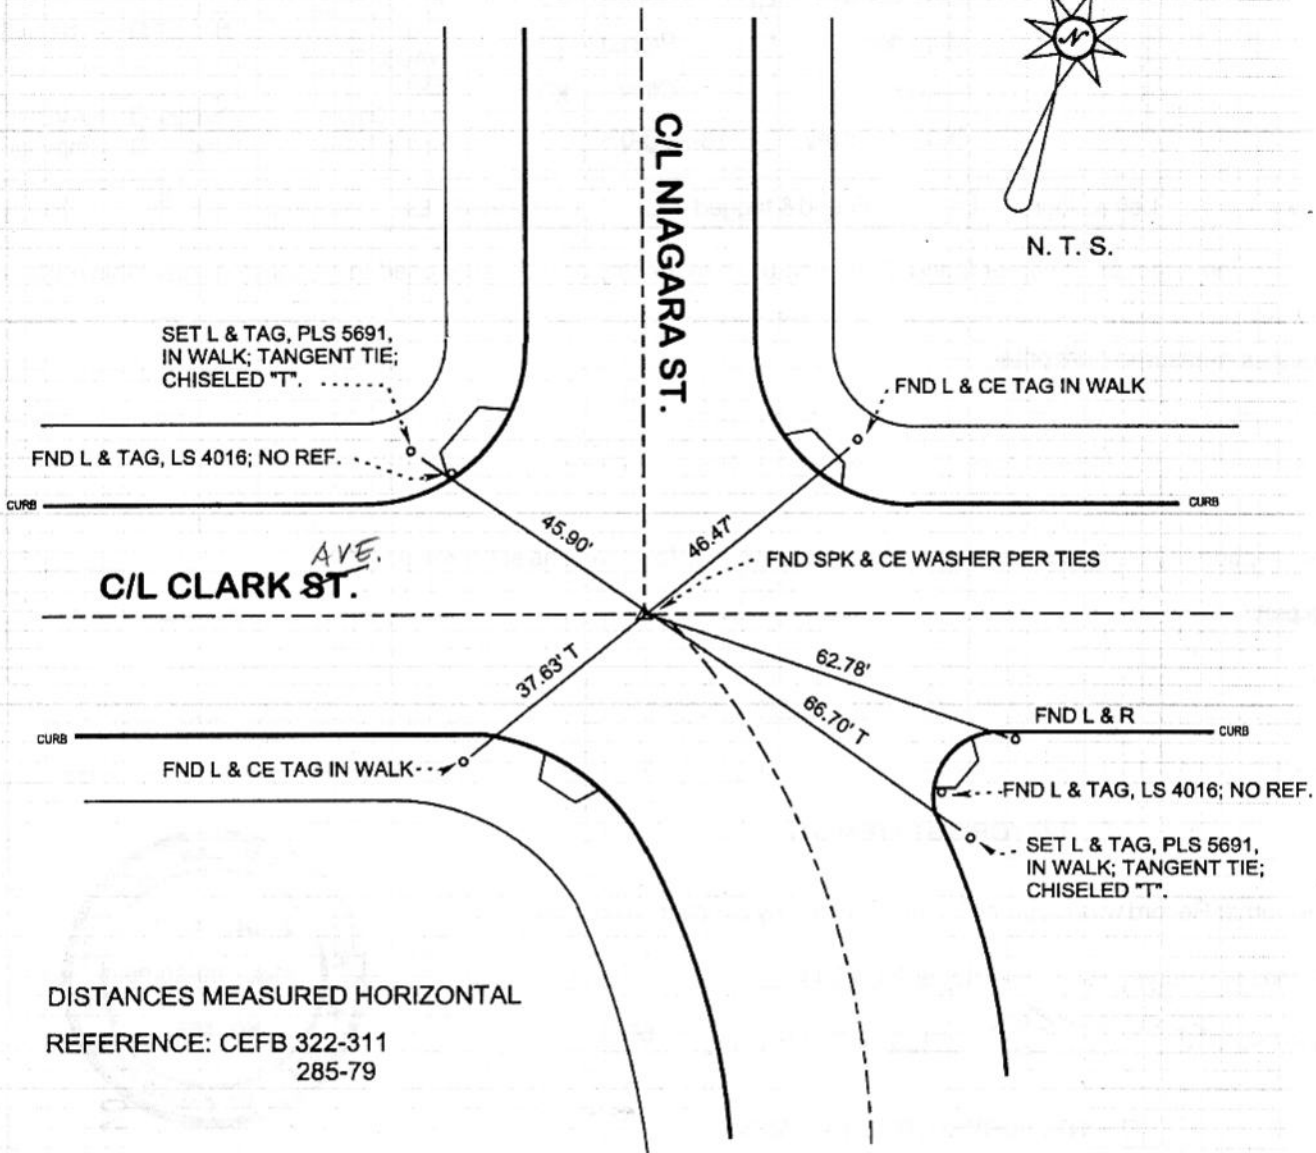 N
N. T. S.
C/L NIAGARA ST.
SET L & TAG, PLS 5691,
IN WALK; TANGENT TIE;
CHISELED "T".
FND L & CE TAG IN WALK
FND L & TAG, LS 4016; NO REF.
CURB
CURB
45.90'
46.47'
FND SPK & CE WASHER PER TIES
AVE.
C/L CLARK ST.
37.63' T
62.78'
66.70' T
FND L & R
CURB
CURB
FND L & CE TAG IN WALK
FND L & TAG, LS 4016; NO REF.
SET L & TAG, PLS 5691,
IN WALK; TANGENT TIE;
CHISELED "T".
DISTANCES MEASURED HORIZONTAL
REFERENCE: CEFB 322-311
285-79